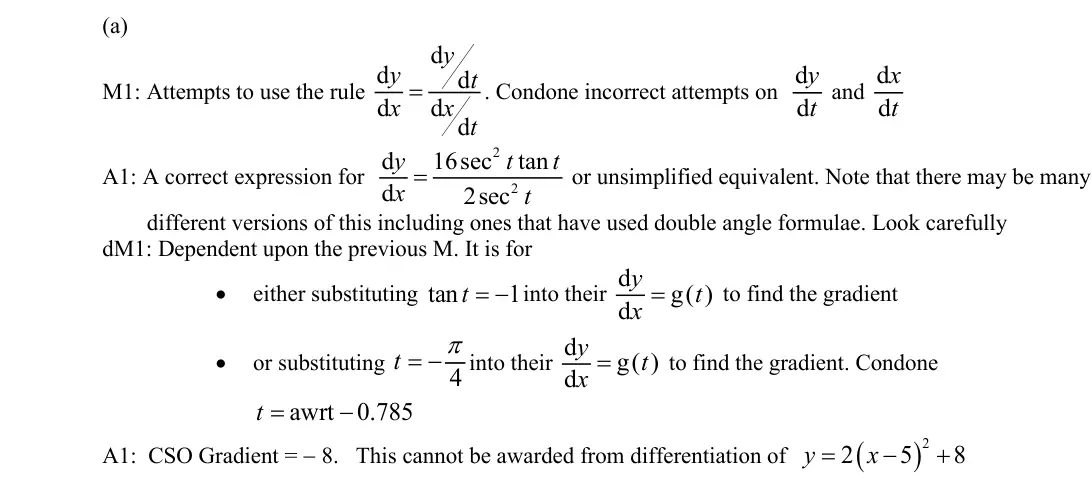 (a)
M1: Attempts to use the rule dy/dx = (dy/dt)/(dx/dt). Condone incorrect attempts on dy/dt and dx/dt
A1: A correct expression for dy/dx = (16 sec² t tan t)/(2 sec² t) or unsimplified equivalent. Note that there may be many
different versions of this including ones that have used double angle formulae. Look carefully
dM1: Dependent upon the previous M. It is for
• either substituting tan t = −1 into their dy/dx = g(t) to find the gradient
• or substituting t = −π/4 into their dy/dx = g(t) to find the gradient. Condone
t = awrt −0.785
A1: CSO Gradient = – 8. This cannot be awarded from differentiation of y = 2(x−5)² + 8